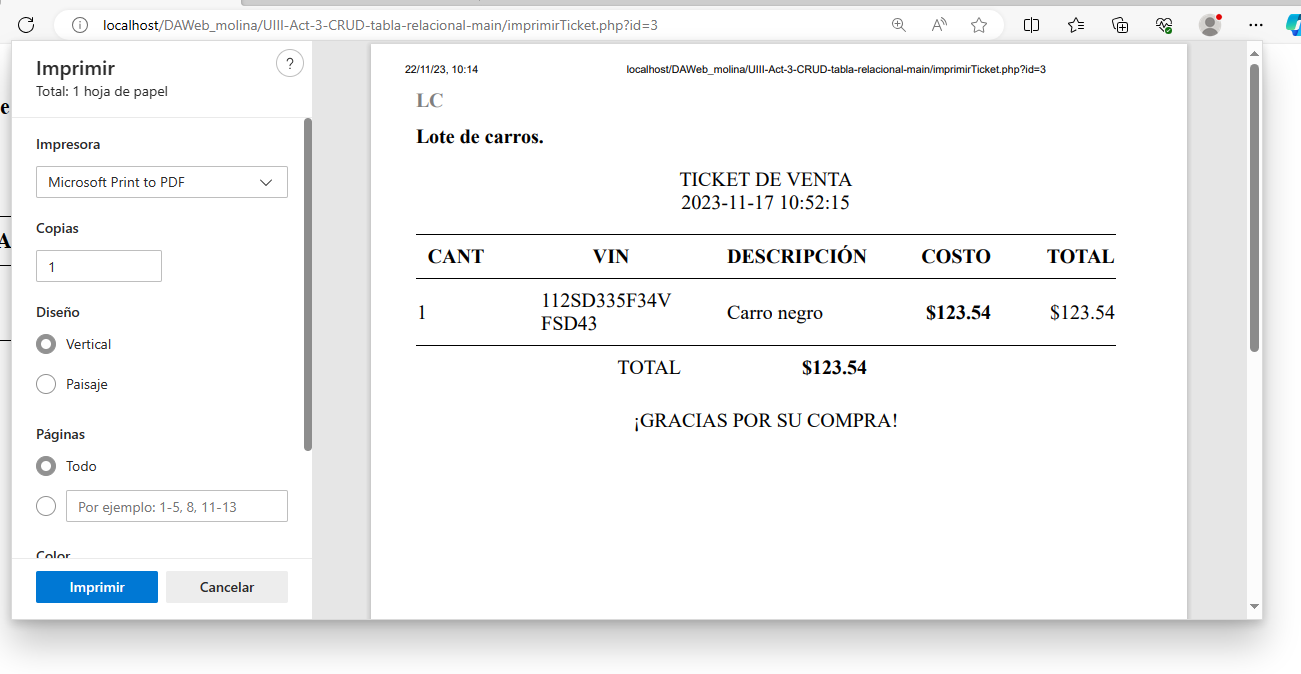 localhost/DAWeb_molina/UIII-Act-3-CRUD-tabla-relacional-main/imprimirTicket.php?id=3
Imprimir
?
Total: 1 hoja de papel
Impresora
Microsoft Print to PDF
Copias
1
Diseño
Vertical
Paisaje
Páginas
Todo
Por ejemplo: 1-5, 8, 11-13
Color
Imprimir Cancelar
22/11/23, 10:14 localhost/DAWeb_molina/UIII-Act-3-CRUD-tabla-relacional-main/imprimirTicket.php?id=3
LC
Lote de carros.
TICKET DE VENTA
2023-11-17 10:52:15
CANT VIN DESCRIPCIÓN COSTO TOTAL
1 112SD335F34V Carro negro $123.54 $123.54
FSD43
TOTAL $123.54
¡GRACIAS POR SU COMPRA!